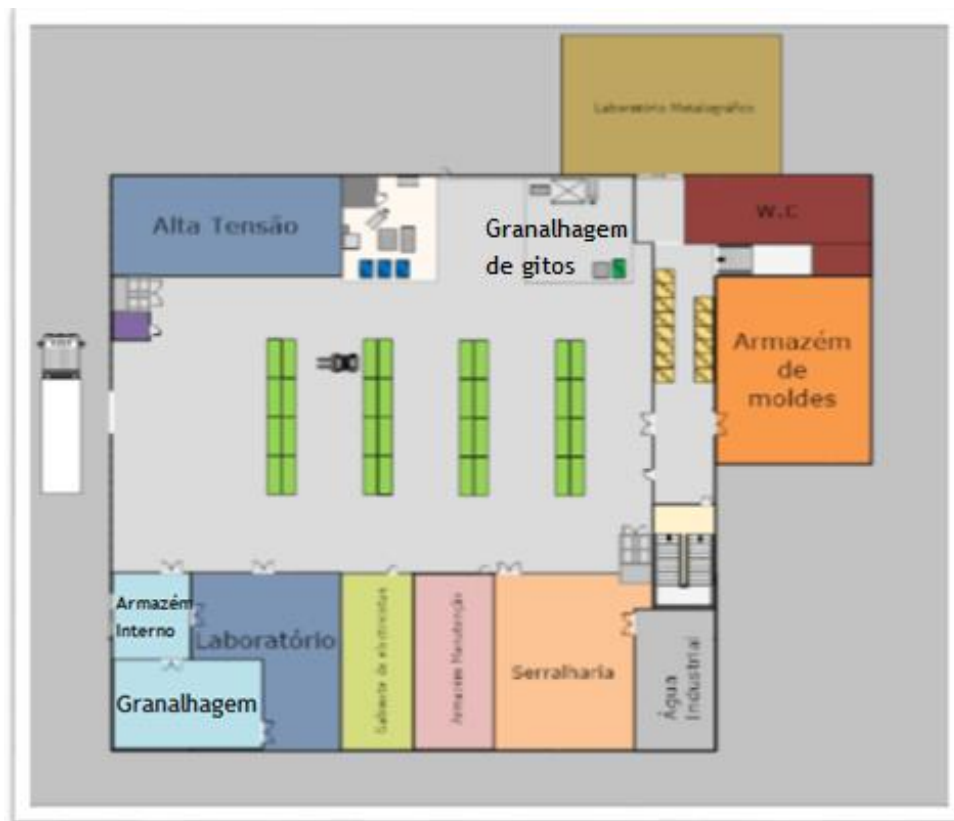 Laboratório Metalográfico
Alta Tensão
W.C
Granalhagem
de gitos
Armazém
de
moldes
Armazém
Interno
Laboratório
Granalhagem
Gabinete de electricistas
Armazém Manutenção
Serralharia
Água
Industrial